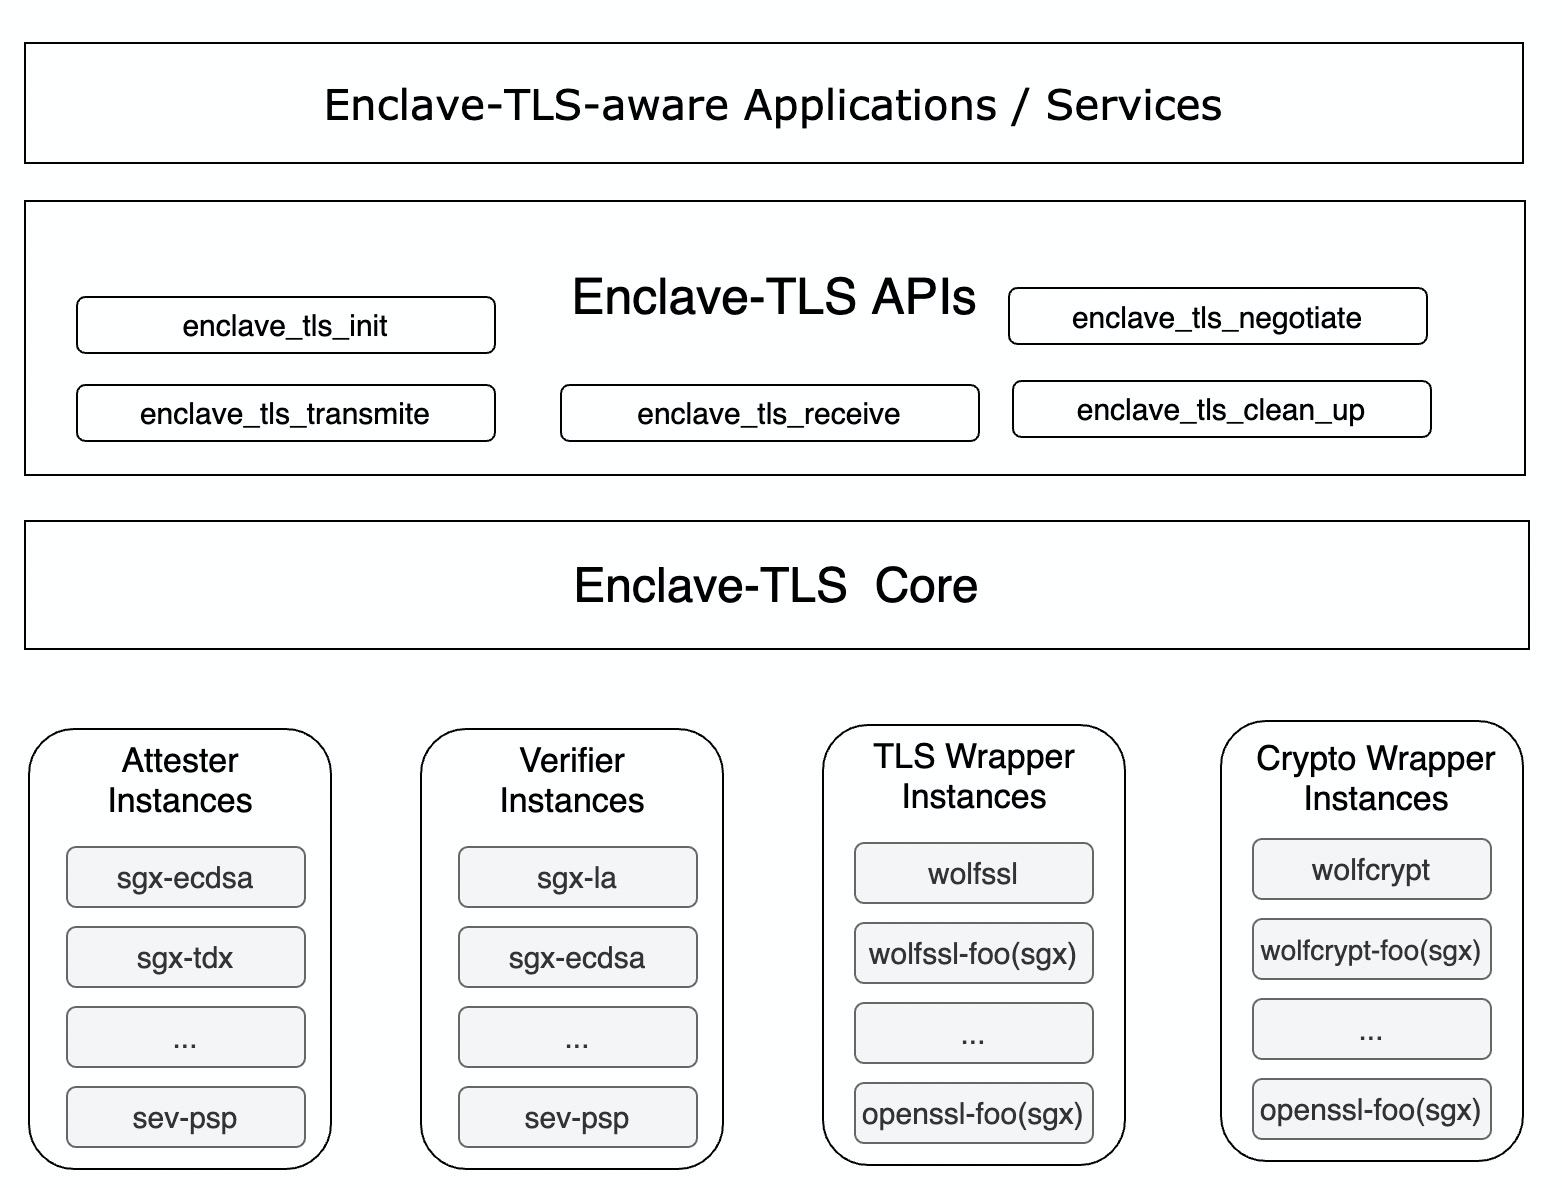 Enclave-TLS-aware Applications / Services
Enclave-TLS APIs
enclave_tls_init
enclave_tls_negotiate
enclave_tls_transmite
enclave_tls_receive
enclave_tls_clean_up
Enclave-TLS Core
Attester
Instances
sgx-ecdsa
sgx-tdx
...
sev-psp
Verifier
Instances
sgx-la
sgx-ecdsa
...
sev-psp
TLS Wrapper
Instances
wolfssl
wolfssl-foo(sgx)
...
openssl-foo(sgx)
Crypto Wrapper
Instances
wolfcrypt
wolfcrypt-foo(sgx)
...
openssl-foo(sgx)